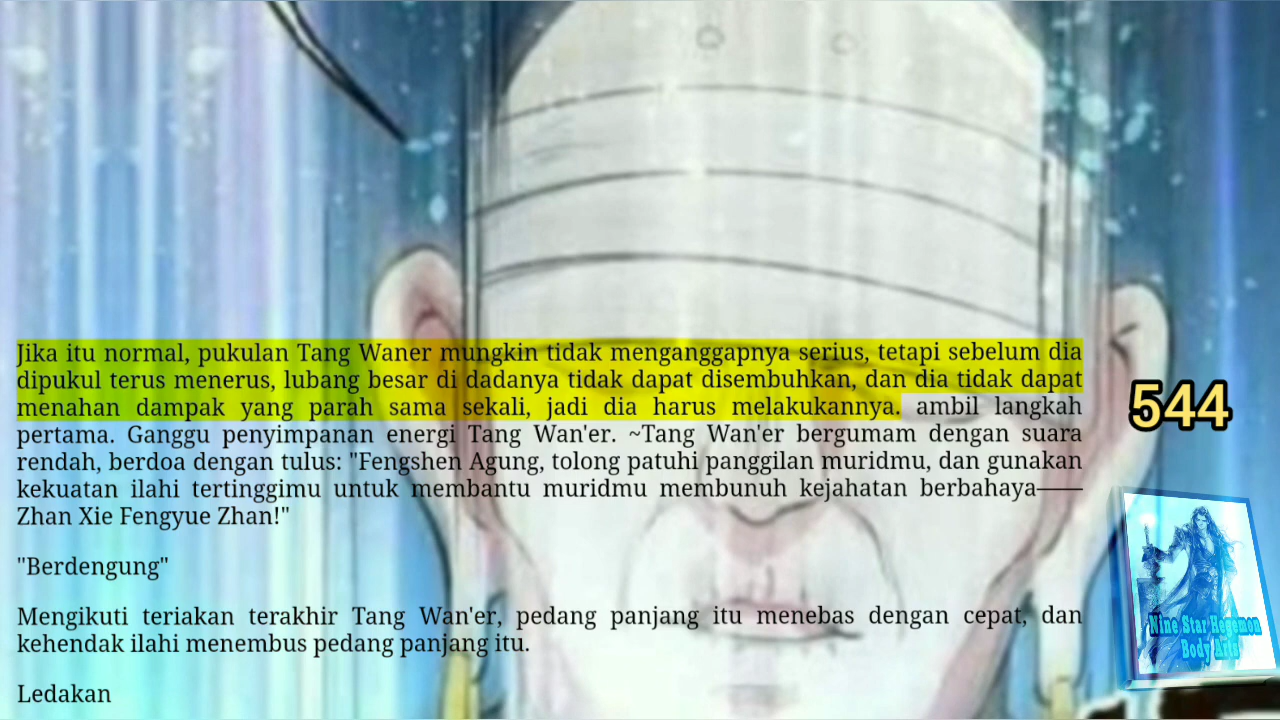 Jika itu normal, pukulan Tang Waner mungkin tidak menganggapnya serius, tetapi sebelum dia
dipukul terus menerus, lubang besar di dadanya tidak dapat disembuhkan, dan dia tidak dapat
menahan dampak yang parah sama sekali, jadi dia harus melakukannya. ambil langkah
pertama. Ganggu penyimpanan energi Tang Wan'er. ~Tang Wan'er bergumam dengan suara
rendah, berdoa dengan tulus: "Fengshen Agung, tolong patuhi panggilan muridmu, dan gunakan
kekuatan ilahi tertinggimu untuk membantu muridmu membunuh kejahatan berbahaya——
Zhan Xie Fengyue Zhan!"
"Berdengung"
Mengikuti teriakan terakhir Tang Wan'er, pedang panjang itu menebas dengan cepat, dan
kehendak ilahi menembus pedang panjang itu.
Ledakan
544
Nine Star Hegemon
Body Arts